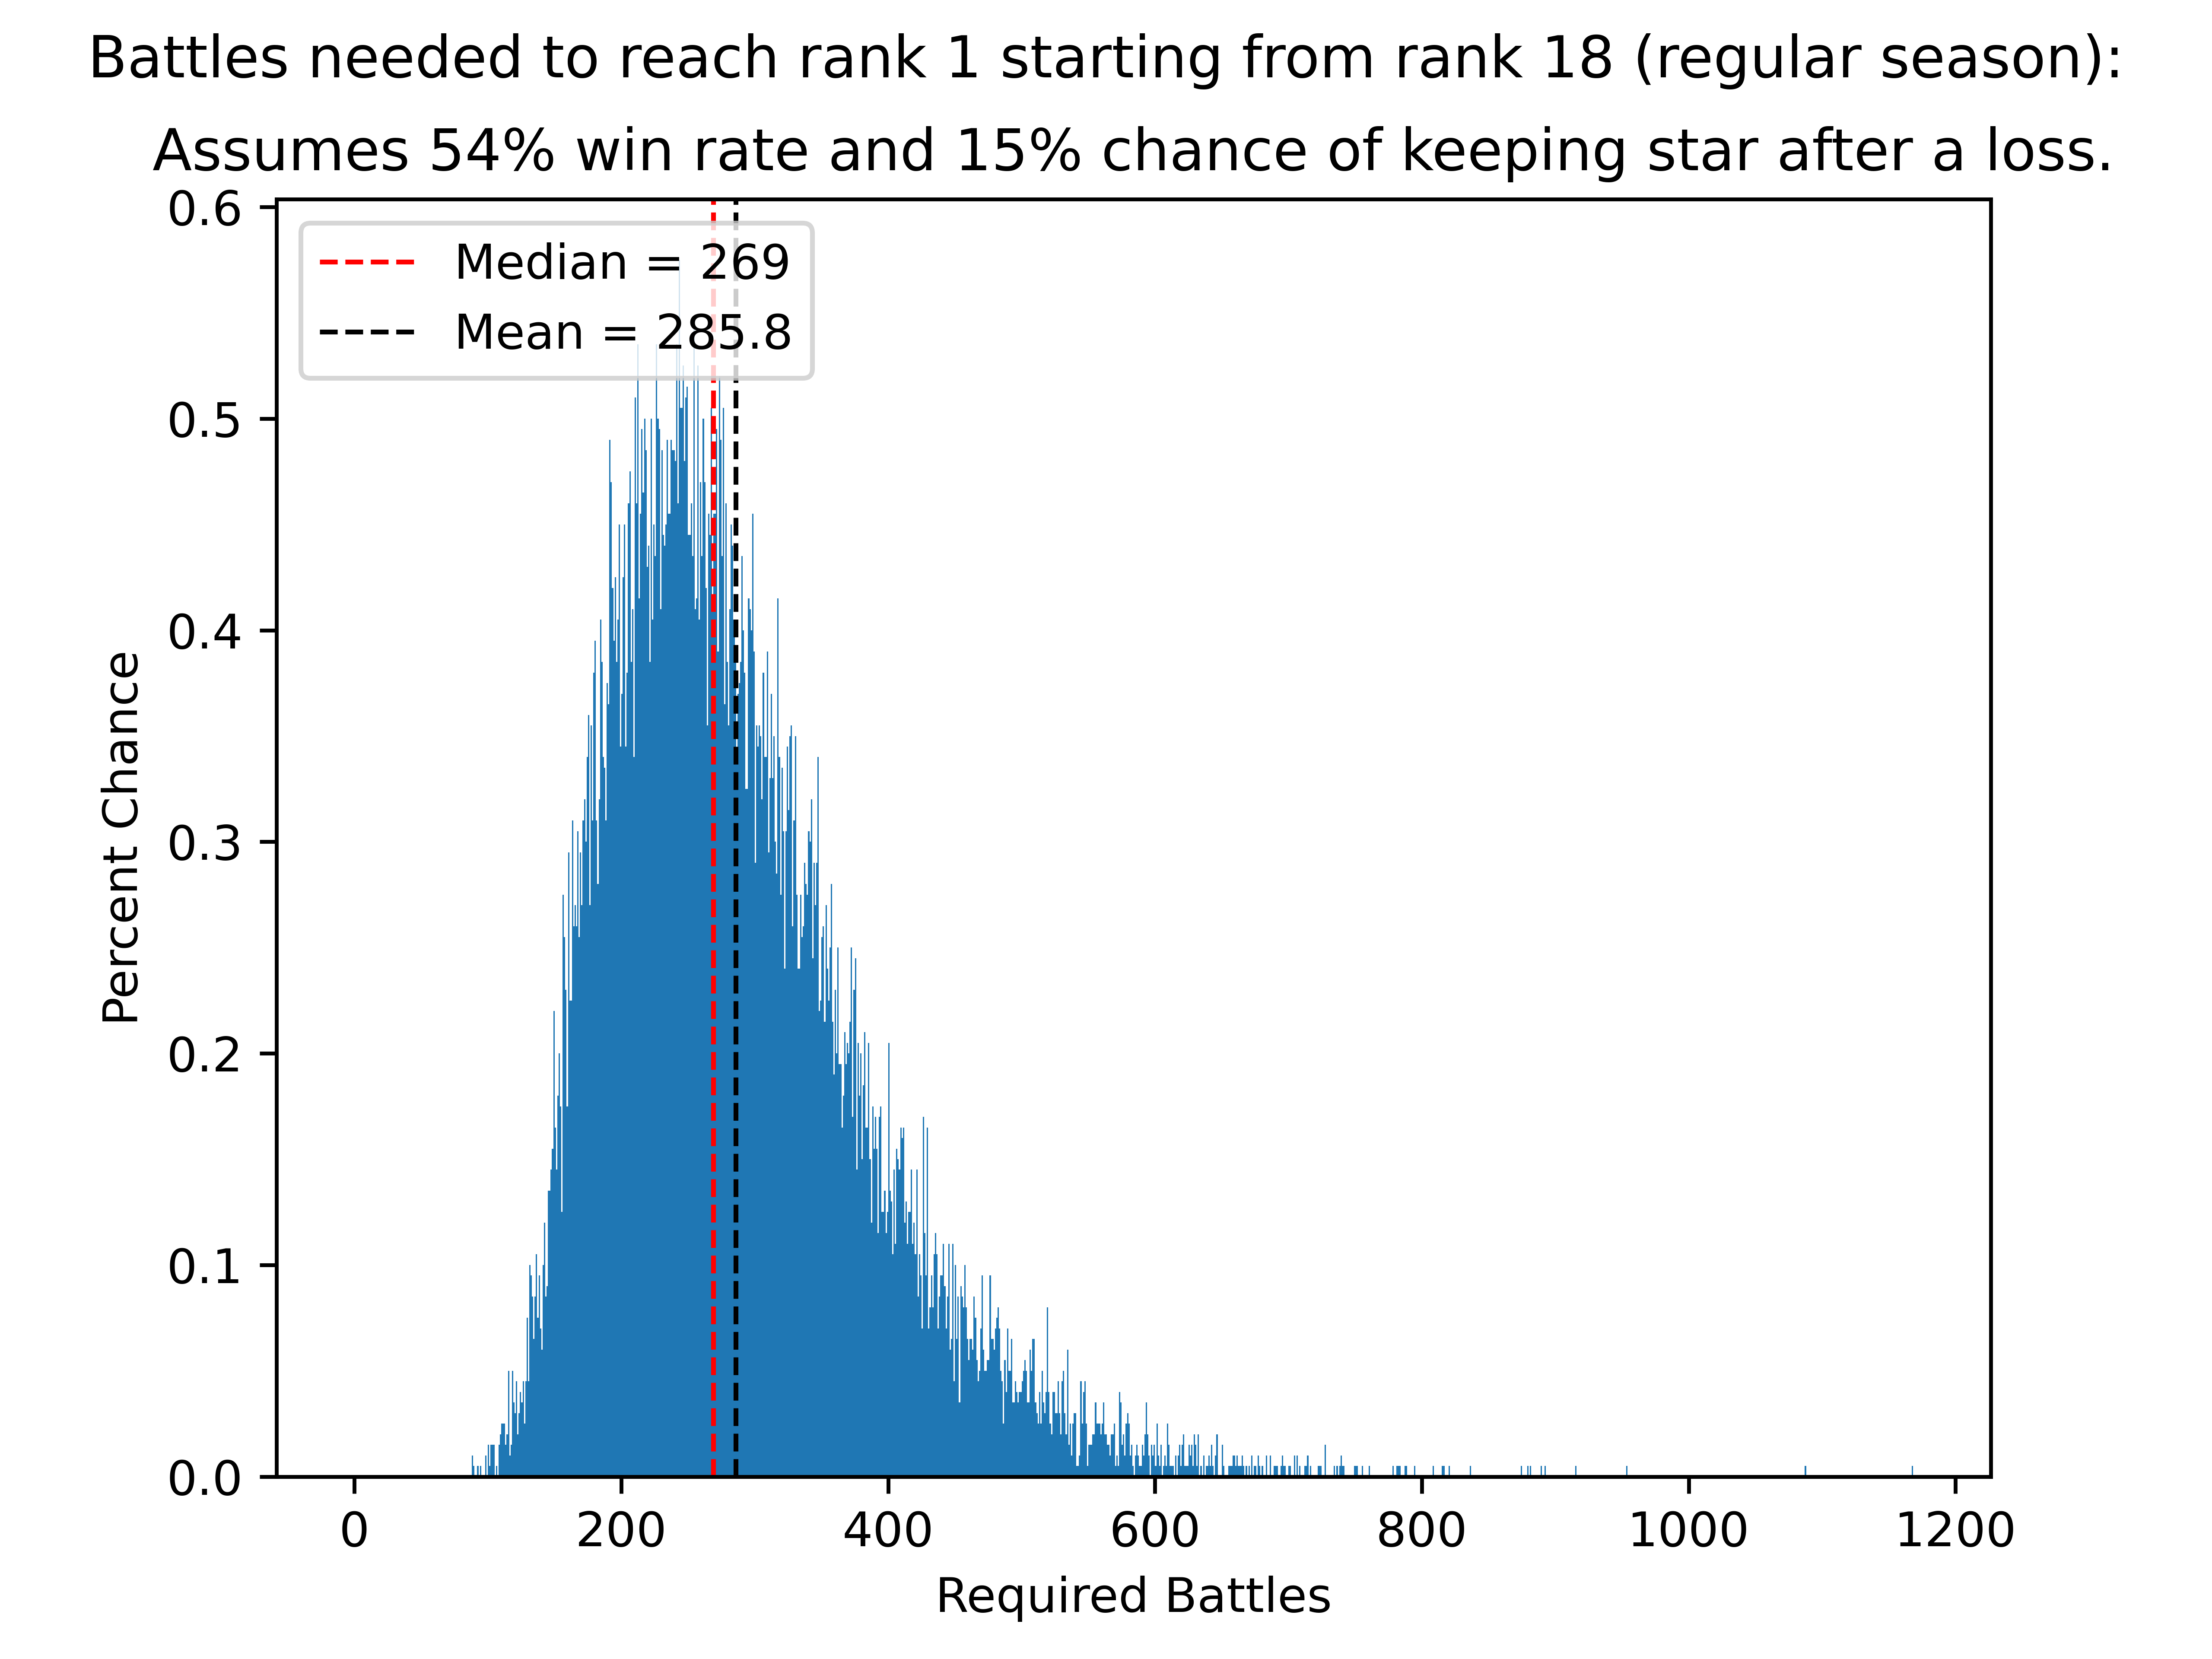 Battles needed to reach rank 1 starting from rank 18 (regular season):
Assumes 54% win rate and 15% chance of keeping star after a loss.
Median = 269
Mean = 285.8
0.6
0.5
0.4
0.3
0.2
0.1
0.0
Percent Chance
0 200 400 600 800 1000 1200
Required Battles